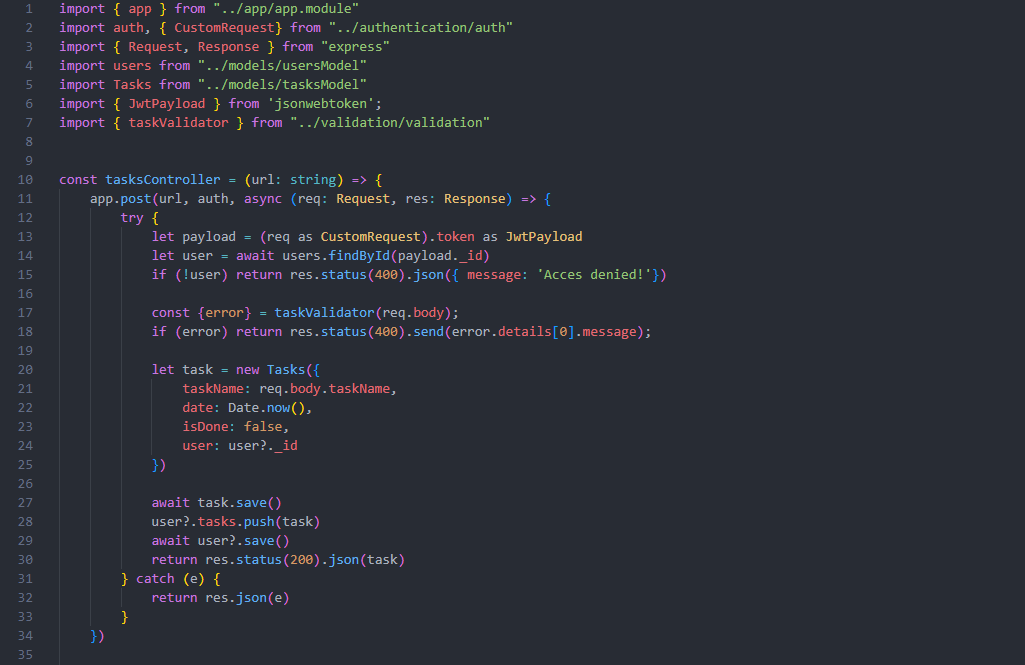 1 import { app } from "../app/app.module"
2 import auth, { CustomRequest} from "../authentication/auth"
3 import { Request, Response } from "express"
4 import users from "../models/usersModel"
5 import Tasks from "../models/tasksModel"
6 import { JwtPayload } from 'jsonwebtoken';
7 import { taskValidator } from "../validation/validation"
8
9
10 const tasksController = (url: string) => {
11     app.post(url, auth, async (req: Request, res: Response) => {
12         try {
13             let payload = (req as CustomRequest).token as JwtPayload
14             let user = await users.findById(payload._id)
15             if (!user) return res.status(400).json({ message: 'Acces denied!'})
16
17             const {error} = taskValidator(req.body);
18             if (error) return res.status(400).send(error.details[0].message);
19
20             let task = new Tasks({
21                 taskName: req.body.taskName,
22                 date: Date.now(),
23                 isDone: false,
24                 user: user?._id
25             })
26
27             await task.save()
28             user?.tasks.push(task)
29             await user?.save()
30             return res.status(200).json(task)
31         } catch (e) {
32             return res.json(e)
33         }
34     })
35